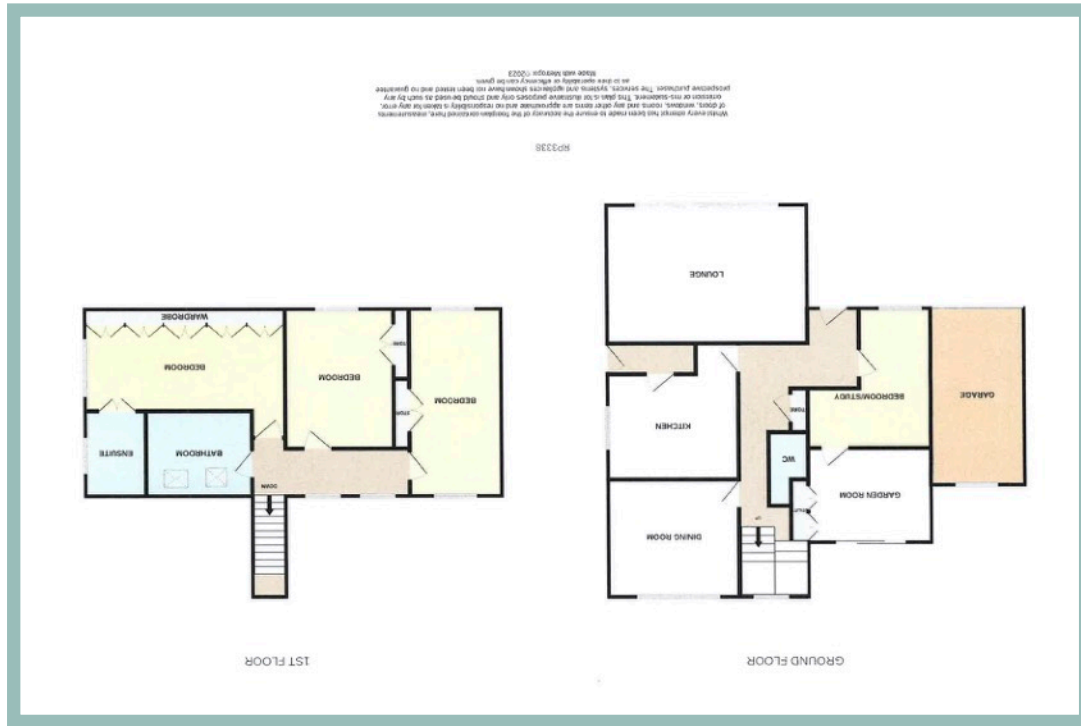 GROUND FLOOR
1ST FLOOR
DINING ROOM
UP
GARDEN ROOM
WC
KITCHEN
BEDROOM/STUDY
GARAGE
LOUNGE
DOWN
BATHROOM
ENSUITE
BEDROOM
BEDROOM
BEDROOM
WARDROBE
RP3338
Whilst every attempt has been made to ensure the accuracy of the floorplan contained here, measurements
of doors, windows, rooms and any other items are approximate and no responsibility is taken for any error,
omission or mis-statement. This plan is for illustrative purposes only and should be used as such by any
prospective purchaser. The services, systems and appliances shown have not been tested and no guarantee
as to their operability or efficiency can be given.
Made with Metropix ©2023